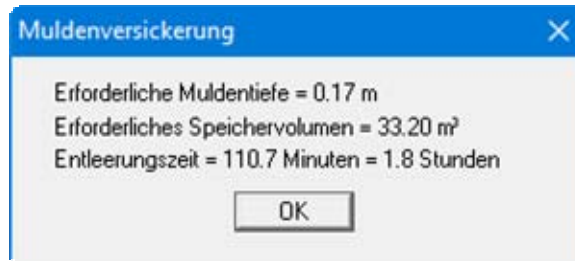 Muldenversickerung
Erforderliche Muldentiefe = 0.17 m
Erforderliches Speichervolumen = 33.20 m³
Entleerungszeit = 110.7 Minuten = 1.8 Stunden
OK